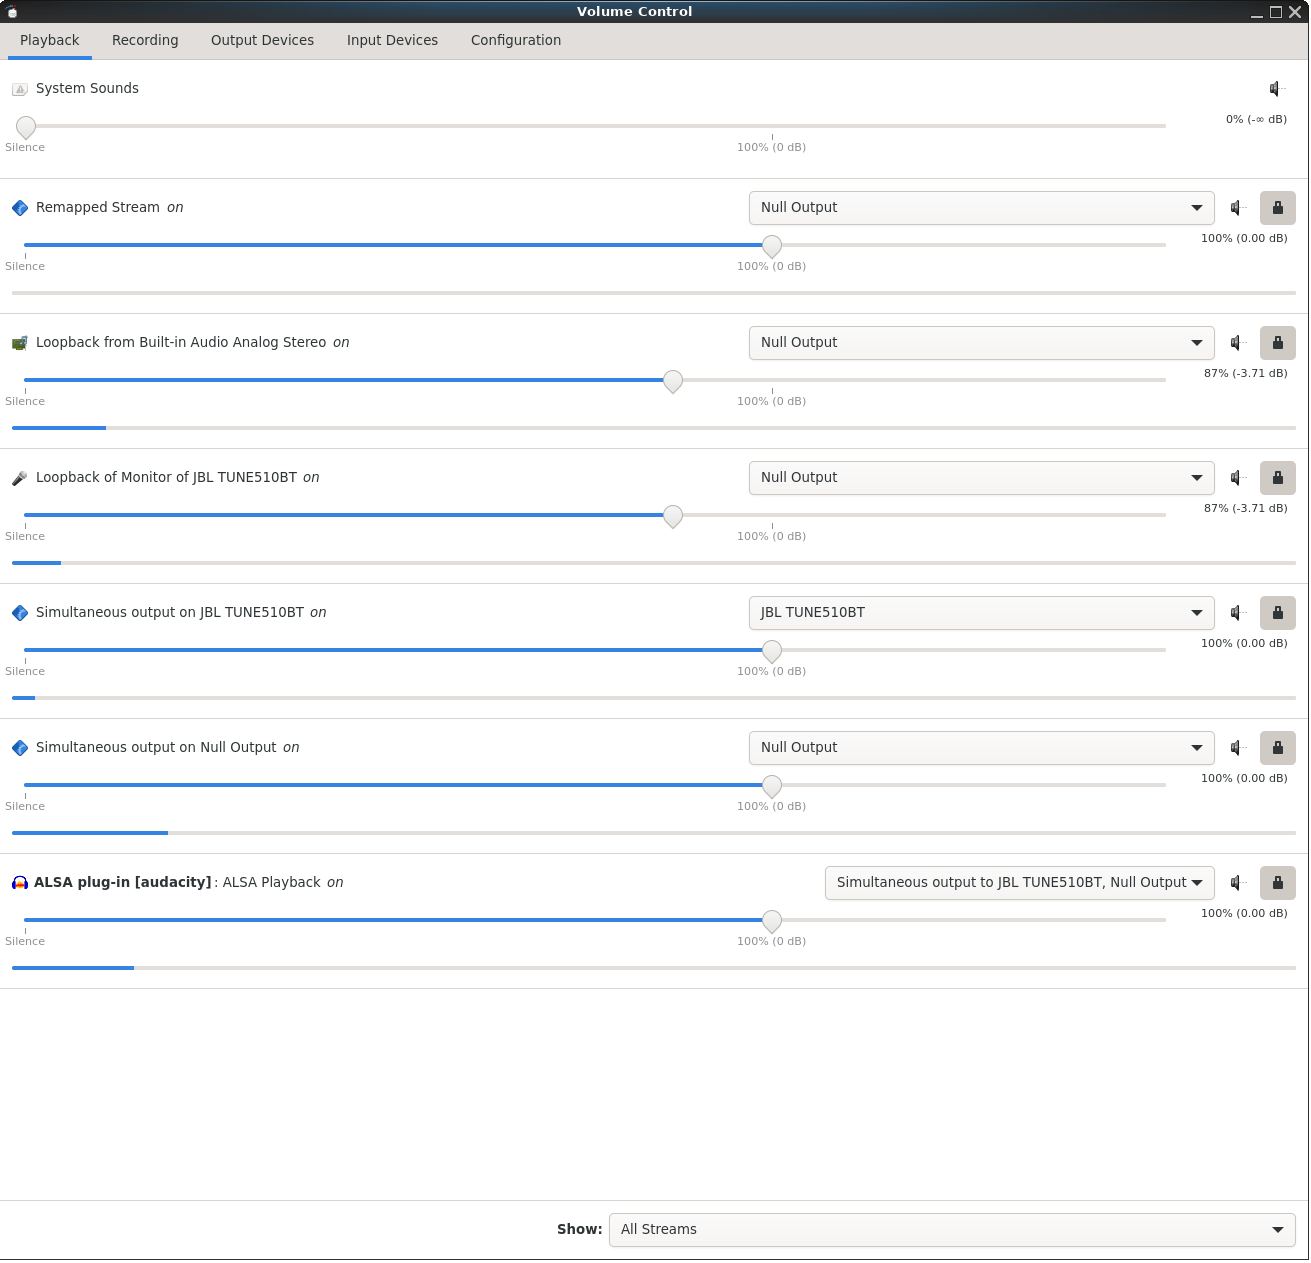 Volume Control
Playback Recording Output Devices Input Devices Configuration
System Sounds
0% (-∞ dB)
Silence 100% (0 dB)
Remapped Stream on Null Output
100% (0.00 dB)
Silence 100% (0 dB)
Loopback from Built-in Audio Analog Stereo on Null Output
87% (-3.71 dB)
Silence 100% (0 dB)
Loopback of Monitor of JBL TUNE510BT on Null Output
87% (-3.71 dB)
Silence 100% (0 dB)
Simultaneous output on JBL TUNE510BT on JBL TUNE510BT
100% (0.00 dB)
Silence 100% (0 dB)
Simultaneous output on Null Output on Null Output
100% (0.00 dB)
Silence 100% (0 dB)
ALSA plug-in [audacity] : ALSA Playback on Simultaneous output to JBL TUNE510BT, Null Output
100% (0.00 dB)
Silence 100% (0 dB)
Show: All Streams